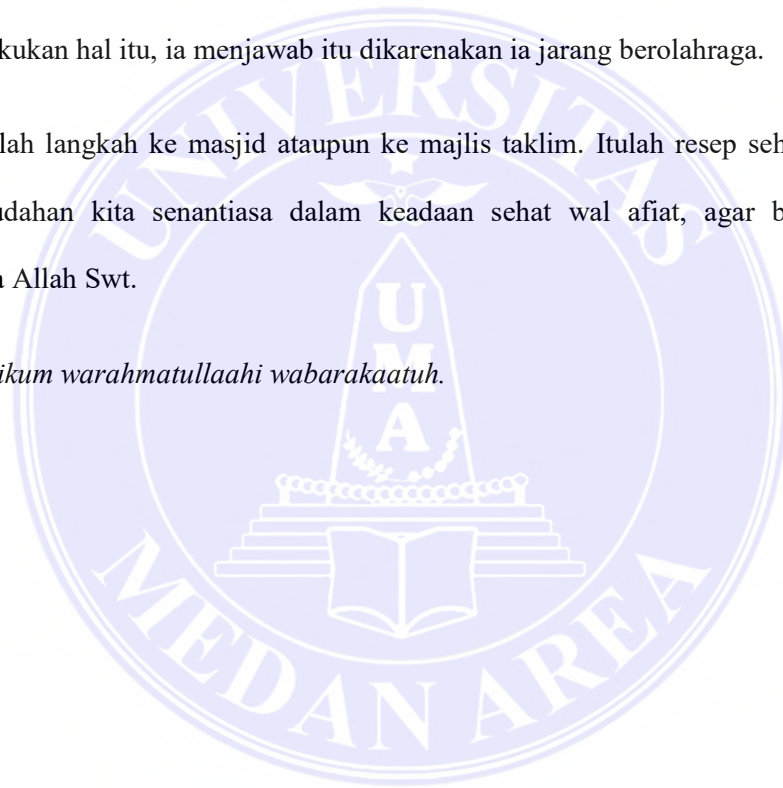 kukan hal itu, ia menjawab itu dikarenakan ia jarang berolahraga.
lah langkah ke masjid ataupun ke majlis taklim. Itulah resep seh
udahan kita senantiasa dalam keadaan sehat wal afiat, agar b
a Allah Swt.
ikum warahmatullaahi wabarakaatuh.
UNIVERSITAS
UMA
MEDAN AREA